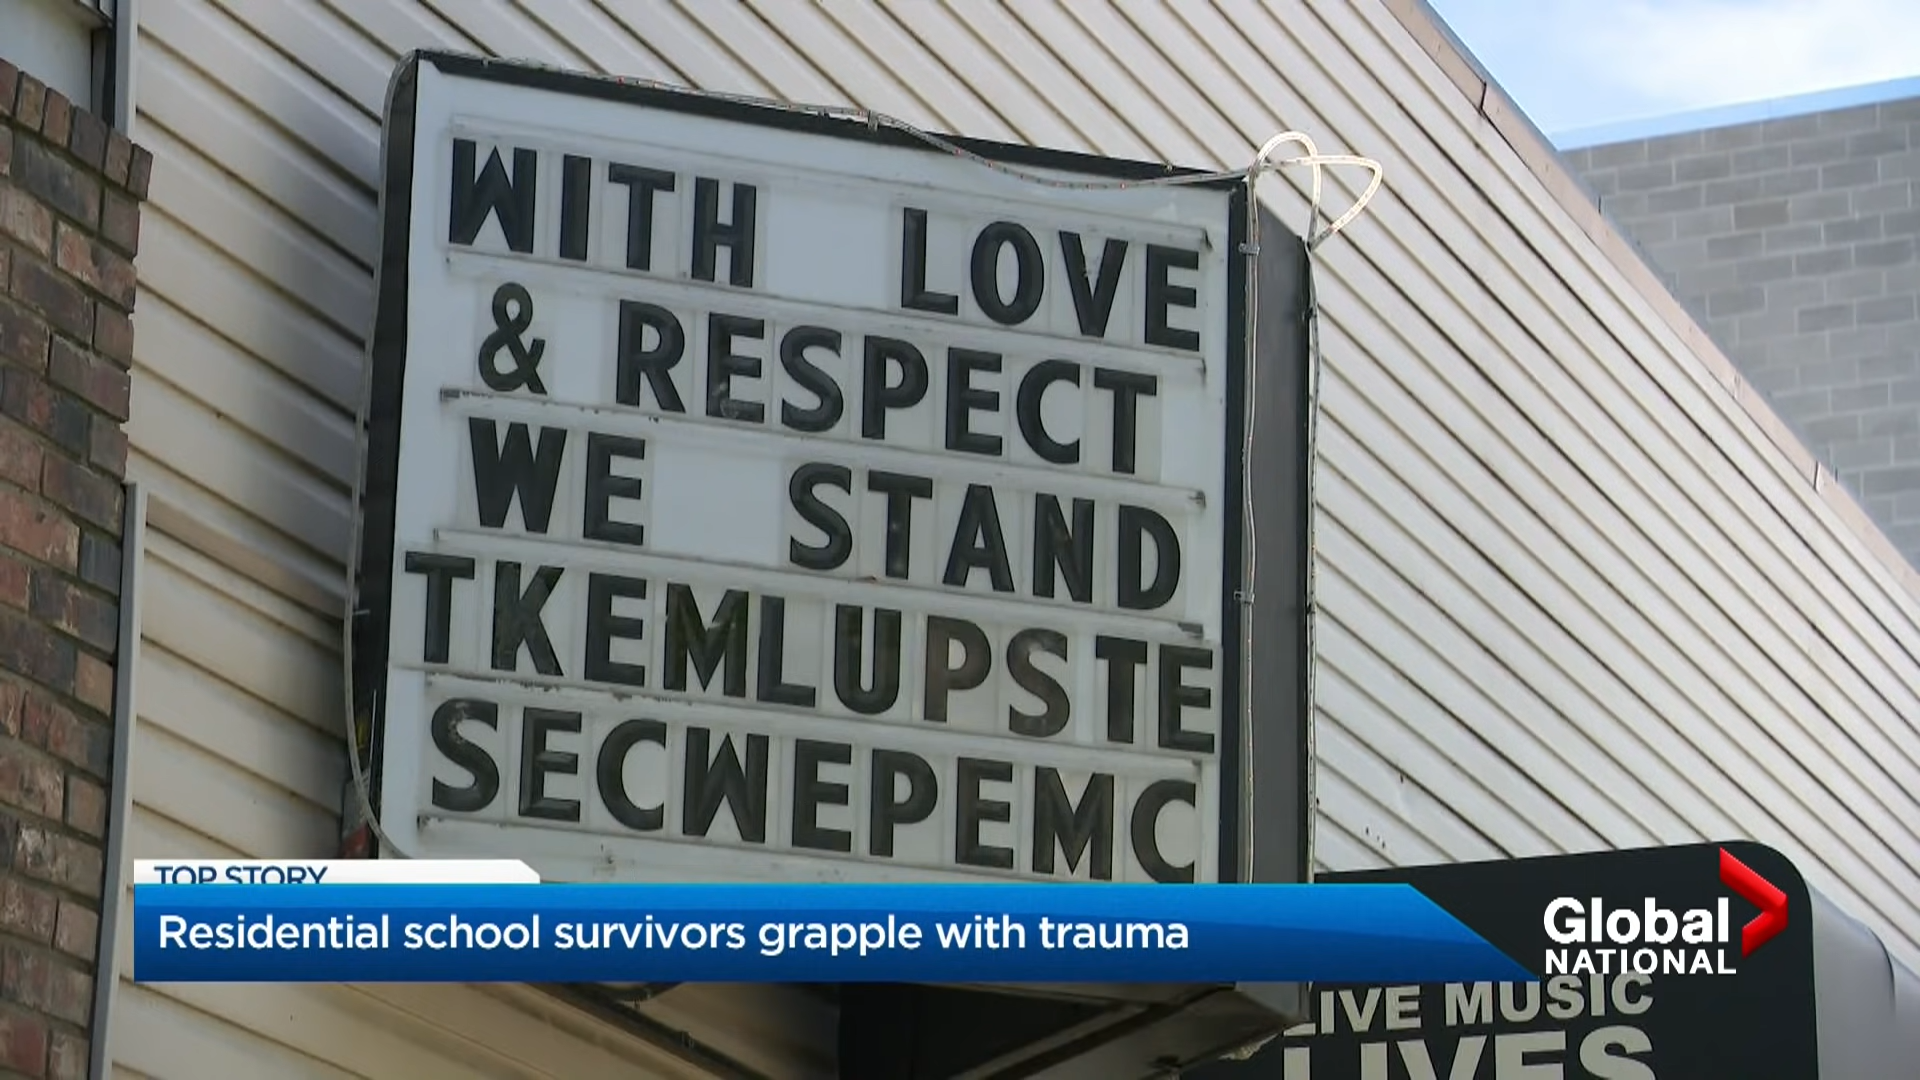 WITH LOVE
& RESPECT
WE STAND
TKEMLUPSTE
SECWEPEMC
TOP STORY
Residential school survivors grapple with trauma
Global
NATIONAL
LIVE MUSIC
LIVES